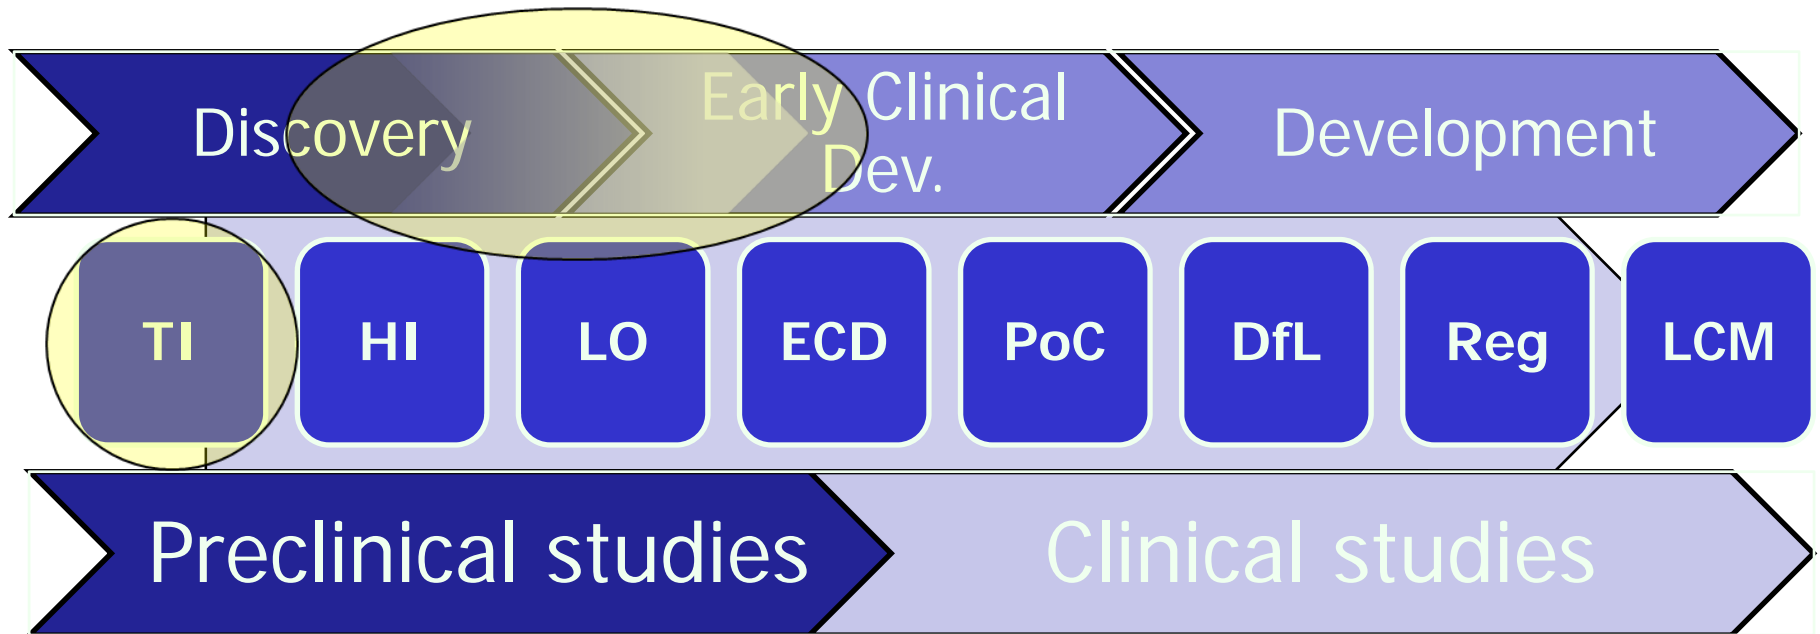 Discovery
Early Clinical
Dev.
Development
TI
HI
LO
ECD
PoC
DfL
Reg
LCM
Preclinical studies
Clinical studies